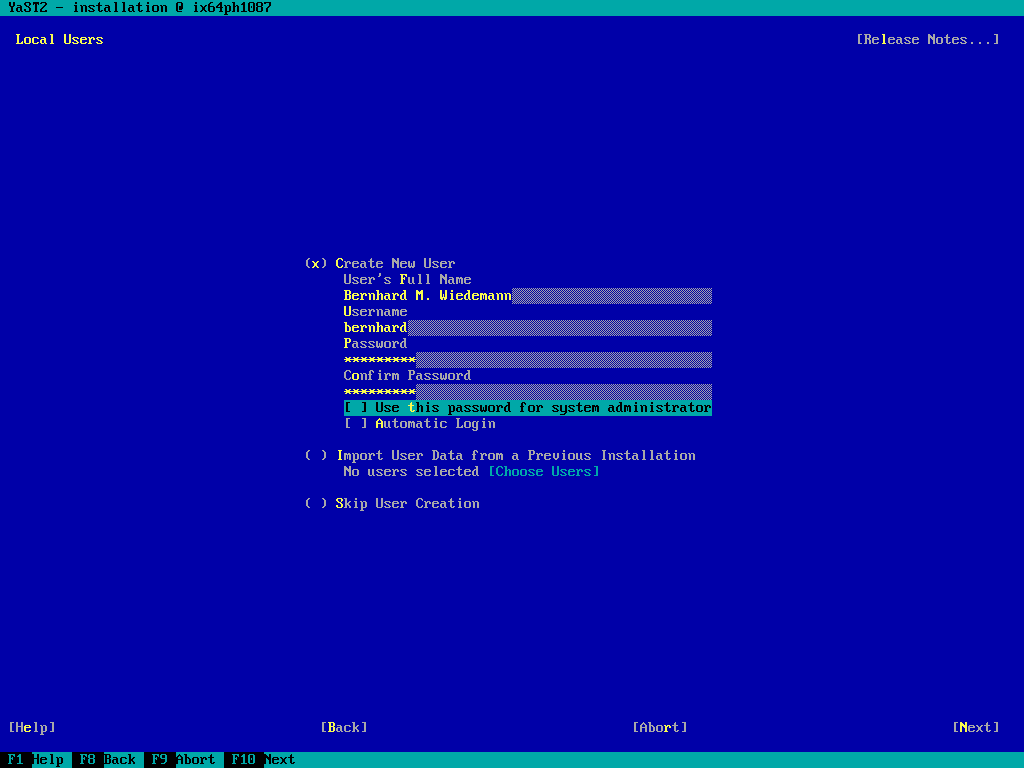 YaST2 - installation @ ix64ph1087
Local Users [Release Notes...]
(x) Create New User
User's Full Name
Bernhard M. Wiedemann
Username
bernhard
Password
*********
Confirm Password
*********
[ ] Use this password for system administrator
[ ] Automatic Login
( ) Import User Data from a Previous Installation
No users selected [Choose Users]
( ) Skip User Creation
[Help] [Back] [Abort] [Next]
F1 Help F8 Back F9 Abort F10 Next